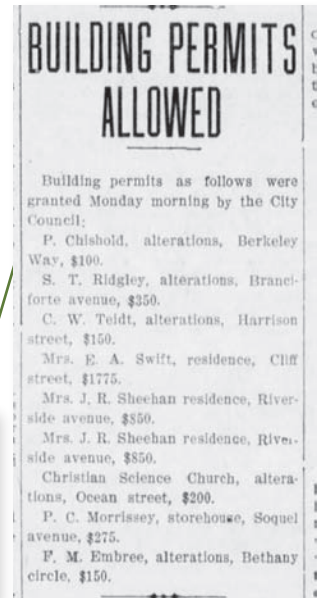 BUILDING PERMITS
ALLOWED
Building permits as follows were
granted Monday morning by the City
Council:
P. Chishold, alterations, Berkeley
Way, $100.
S. T. Ridgley, alterations, Branci-
forte avenue, $350.
C. W. Teidt, alterations, Harrison
street, $150.
Mrs. E. A. Swift, residence, Cliff
street, $1775.
Mrs. J. R. Sheehan residence, River-
side avenue, $850.
Mrs. J. R. Sheehan residence, River-
side avenue, $850.
Christian Science Church, altera-
tions, Ocean street, $200.
P. C. Morrissey, storehouse, Soquel
avenue, $275.
F. M. Embree, alterations, Bethany
circle, $150.